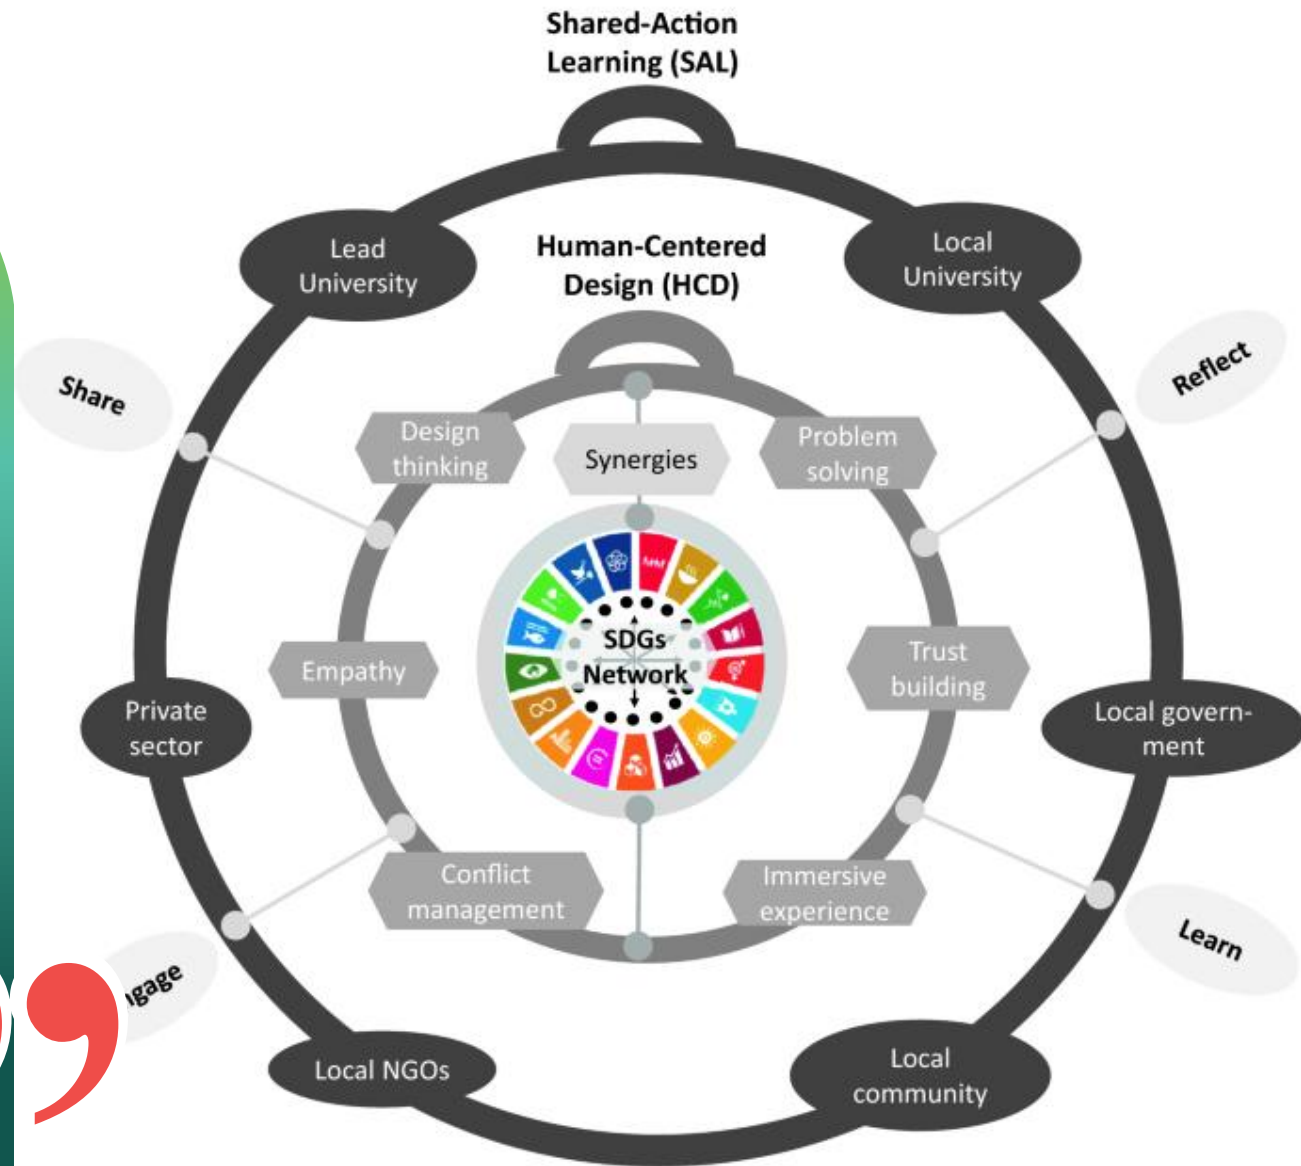 Shared-Action
Learning (SAL)
Lead
University
Local
University
Human-Centered
Design (HCD)
Share
Reflect
Design
thinking
Synergies
Problem
solving
SDGs
Network
Empathy
Trust
building
Private
sector
Local govern-
ment
Conflict
management
Immersive
experience
Learn
Local NGOs
Local
community